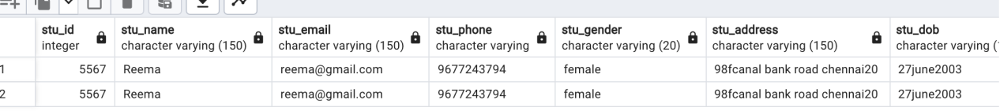 stu_id stu_name stu_email stu_phone stu_gender stu_address stu_dob
integer character varying (150) character varying (150) character varying character varying (20) character varying (150) character varying (
1 5567 Reema reema@gmail.com 9677243794 female 98fcanal bank road chennai20 27june2003
2 5567 Reema reema@gmail.com 9677243794 female 98fcanal bank road chennai20 27june2003